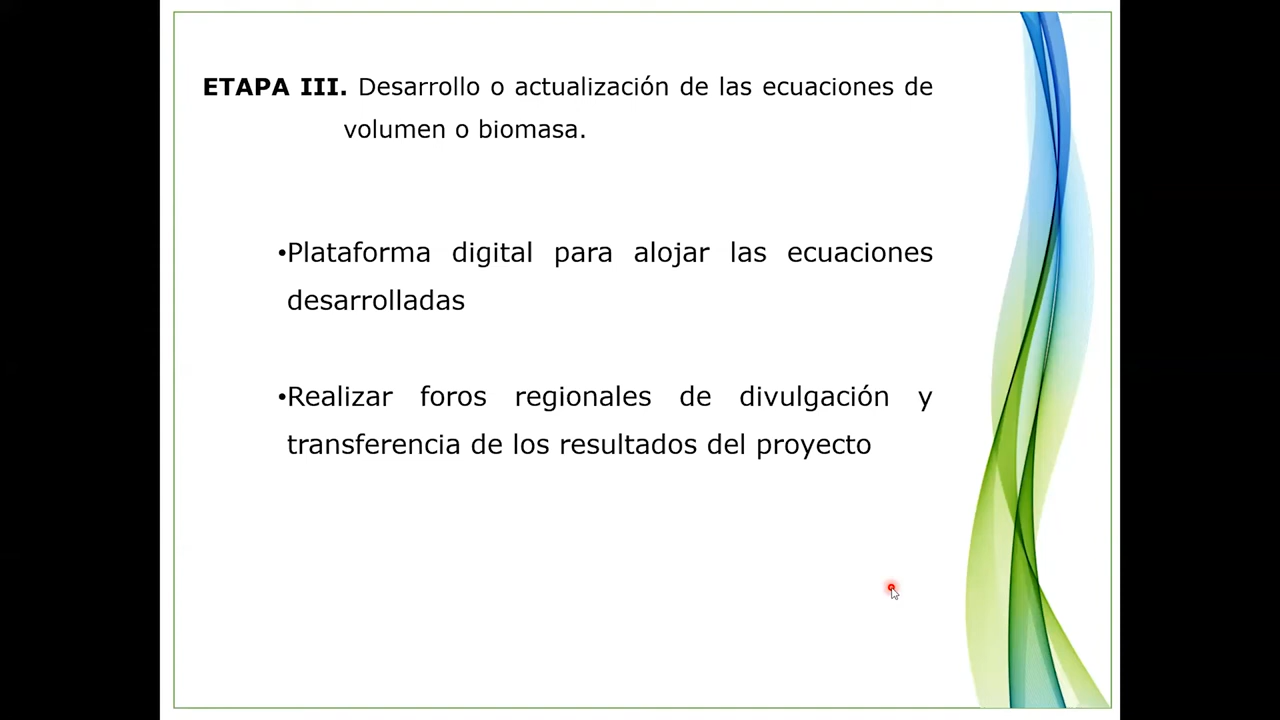 ETAPA III. Desarrollo o actualización de las ecuaciones de
volumen o biomasa.
•Plataforma digital para alojar las ecuaciones
desarrolladas
•Realizar foros regionales de divulgación y
transferencia de los resultados del proyecto